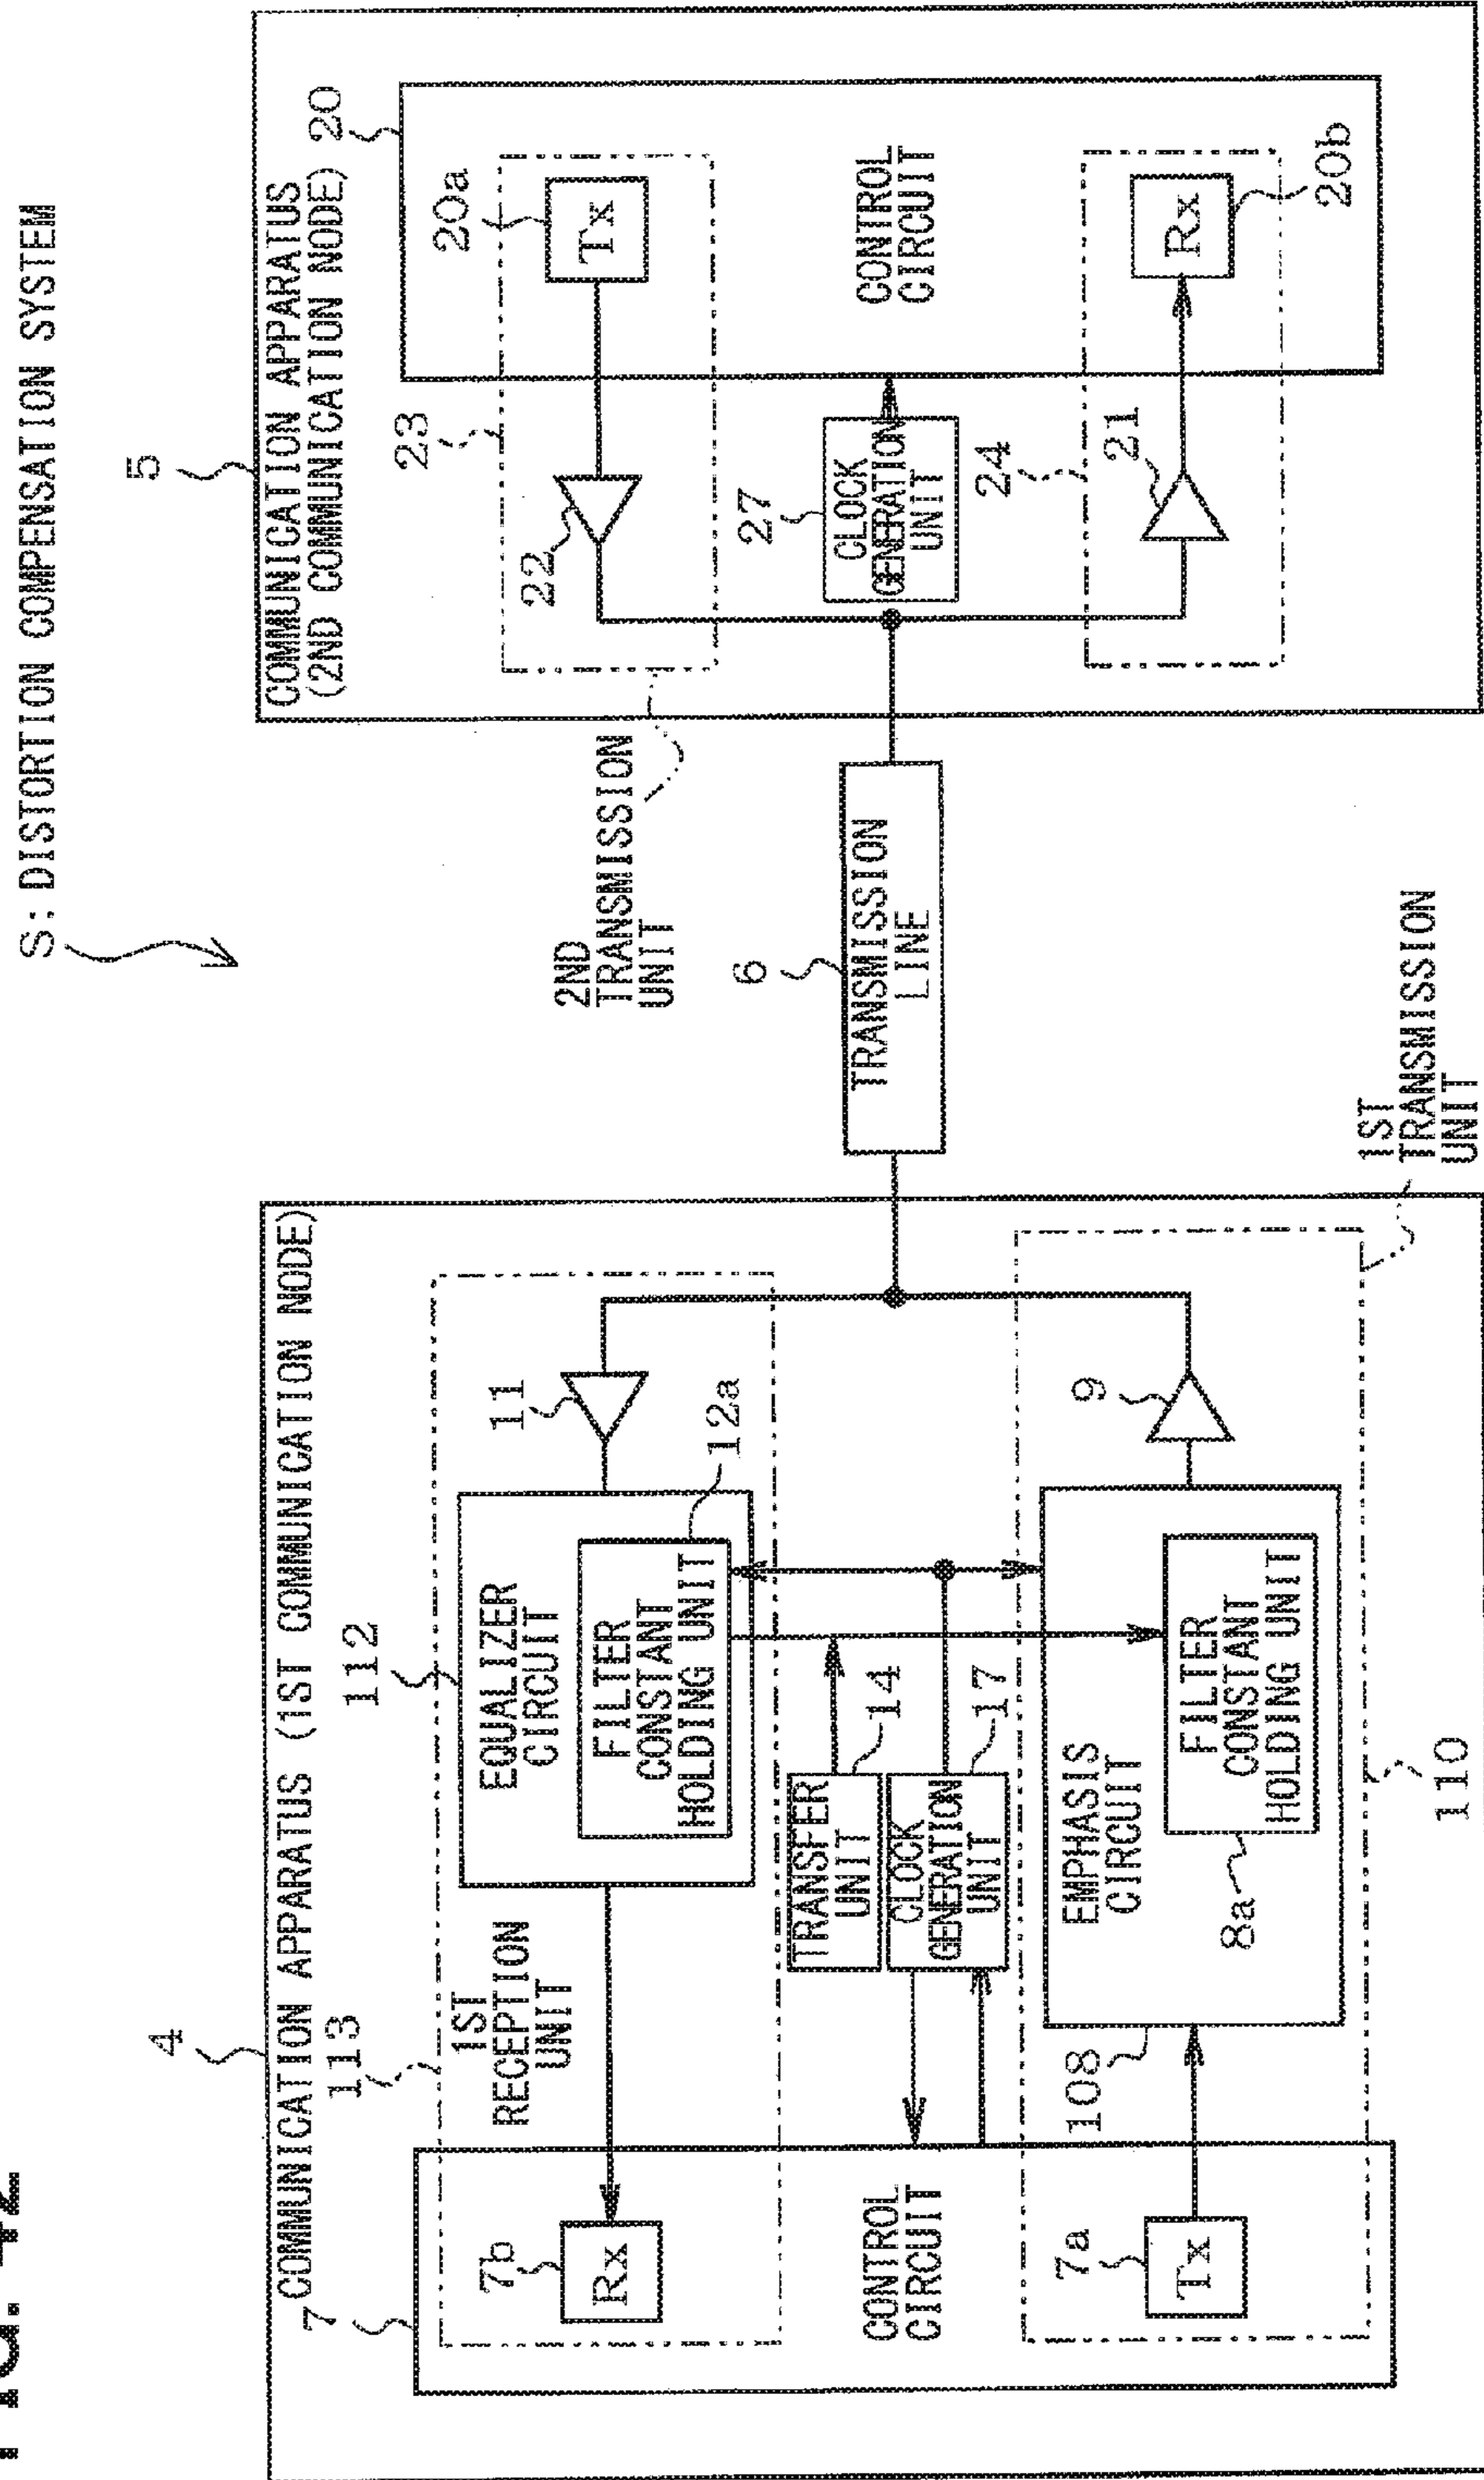 S: DISTORTION COMPENSATION SYSTEM
4
COMMUNICATION APPARATUS (1ST COMMUNICATION NODE)
7
113
112
7b
Rx
1ST
RECEPTION
UNIT
EQUALIZER
CIRCUIT
FILTER
CONSTANT
HOLDING UNIT
12a
11
CONTROL
CIRCUIT
TRANSFER
UNIT
14
CLOCK
GENERATION
UNIT
17
7a
Tx
108
EMPHASIS
CIRCUIT
8a
FILTER
CONSTANT
HOLDING UNIT
9
110
1ST
TRANSMISSION
UNIT
6
TRANSMISSION
LINE
2ND
TRANSMISSION
UNIT
5
COMMUNICATION APPARATUS
(2ND COMMUNICATION NODE)
20
23
22
20a
Tx
27
CLOCK
GENERATION
UNIT
CONTROL
CIRCUIT
24
21
Rx
20b